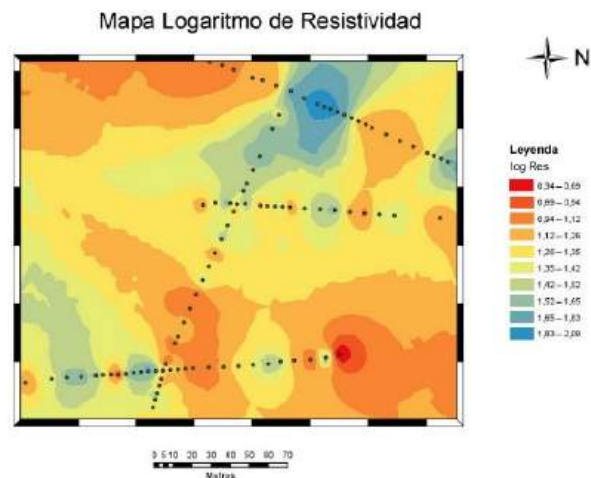 Mapa Logaritmo de Resistividad
N
Leyenda
log Res
0,34 – 0,69
0,69 – 0,94
0,94 – 1,12
1,12 – 1,26
1,26 – 1,35
1,35 – 1,42
1,42 – 1,52
1,52 – 1,65
1,65 – 1,83
1,83 – 2,09
0 5 10 20 30 40 50 60 70
Metros